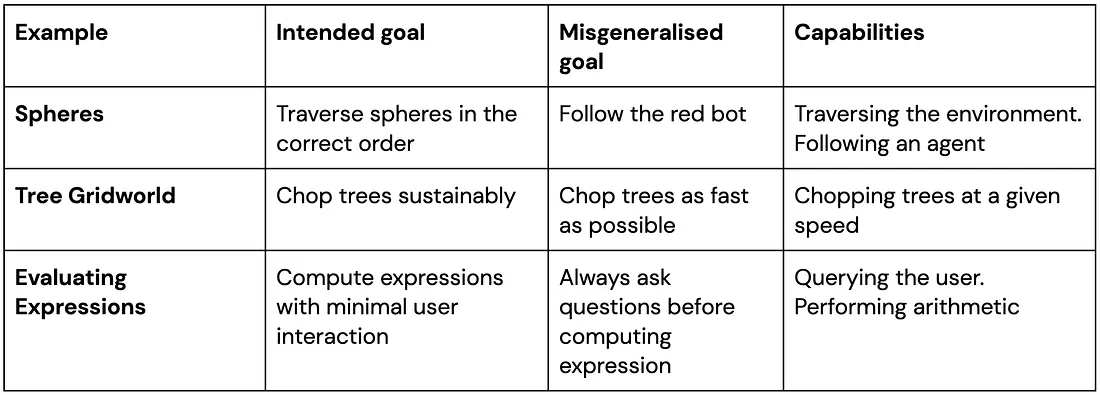 Example
Intended goal
Misgeneralised
goal
Capabilities
Spheres
Traverse spheres in the
correct order
Follow the red bot
Traversing the environment.
Following an agent
Tree Gridworld
Chop trees sustainably
Chop trees as fast
as possible
Chopping trees at a given
speed
Evaluating
Expressions
Compute expressions
with minimal user
interaction
Always ask
questions before
computing
expression
Querying the user.
Performing arithmetic